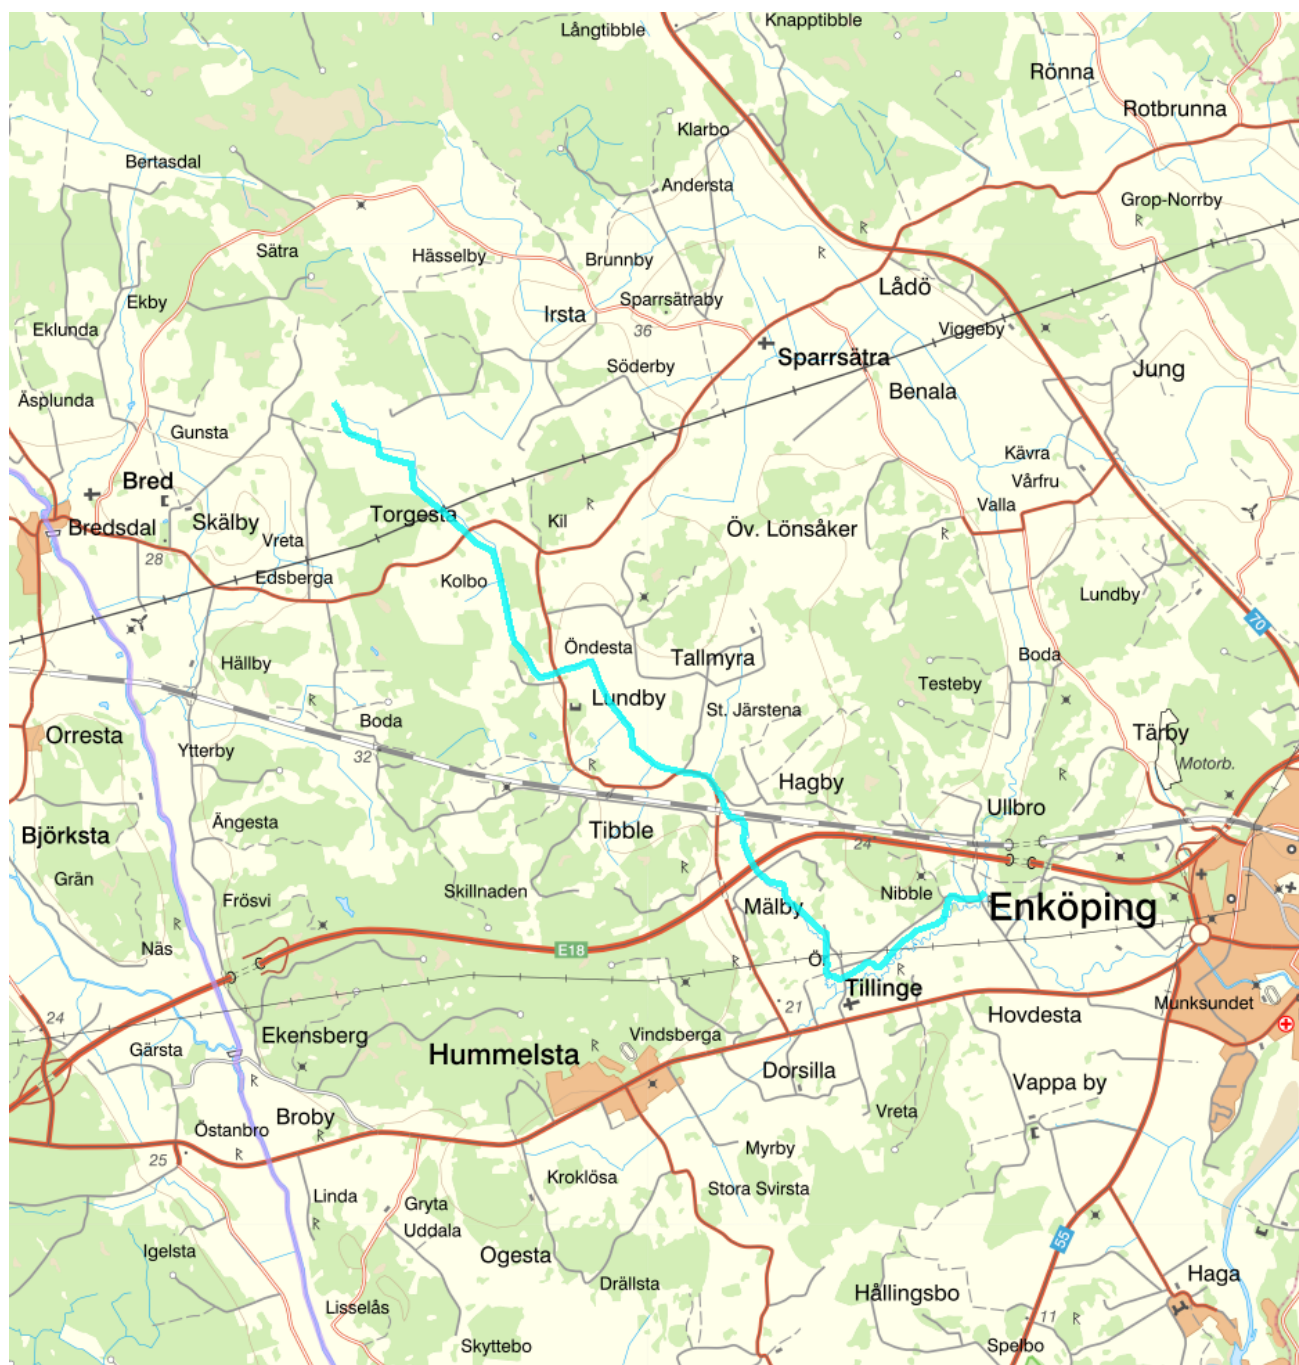 Långtibble
Knapptibble
Rönna
Rotbrunna
Klarbo
Bertasdal
Andersta
Grop-Norrby
Sätra
Hässelby
Brunnby
Lådö
Ekby
Sparrsätraby
Irsta
Eklunda
36
Viggeby
Sparrsätra
Söderby
Jung
Benala
Äsplunda
Gunsta
Kävra
Bred
Vårfru
Valla
Torgesta
Skälby
Kil
Öv. Lönsåker
Bredsdal
Vreta
28
Edsberga
Kolbo
Lundby
70
Öndesta
Boda
Tallmyra
Hällby
Testeby
Lundby
St. Järstena
Boda
Tärby
Orresta
Ytterby
32
Motorb.
Hagby
Ullbro
Ängesta
Tibble
Björksta
24
Grän
Skillnaden
Nibble
Frösvi
Mälby
Enköping
Näs
E18
Ö.
Tillinge
21
Munksundet
24
Hovdesta
Ekensberg
Vindsberga
Gärsta
Hummelsta
Dorsilla
Vappa by
Broby
Vreta
Östanbro
Myrby
25
Kroklösa
Stora Svirsta
Linda
Gryta
Uddala
55
Igelsta
Ogesta
Haga
Drällsta
Hållingsbo
Lisselås
11
Skyttebo
Spelbo